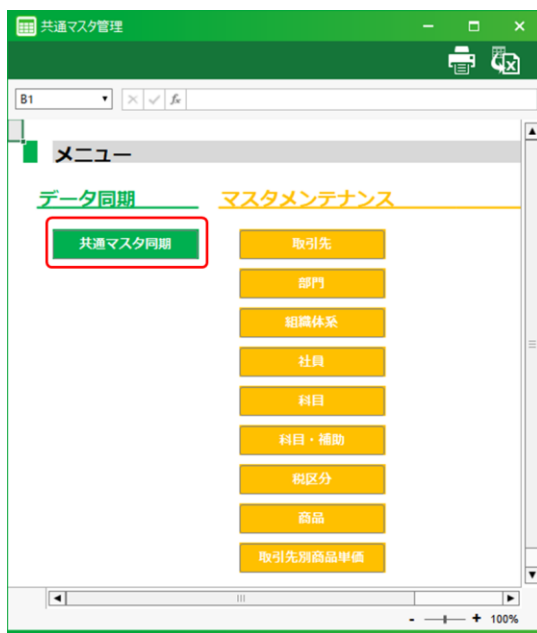 共通マスタ管理
B1
fx
メニュー
データ同期
マスタメンテナンス
共通マスタ同期
取引先
部門
組織体系
社員
科目
科目・補助
税区分
商品
取引先別商品単価
- + 100%